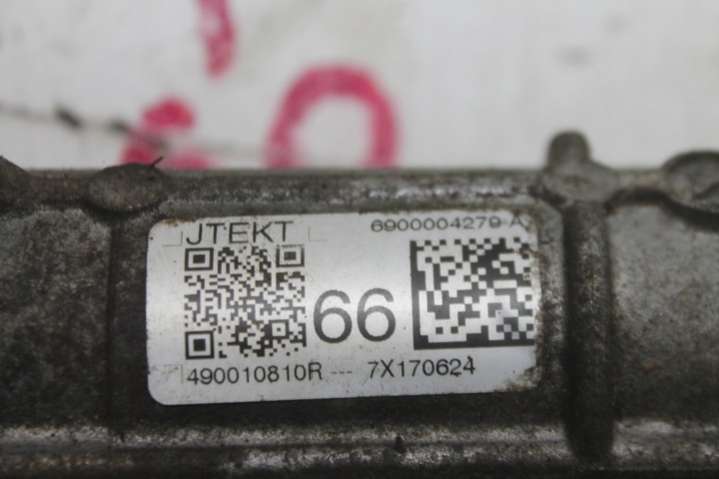 JTEKT 6900004279 A
66
490010810R --- 7X170624